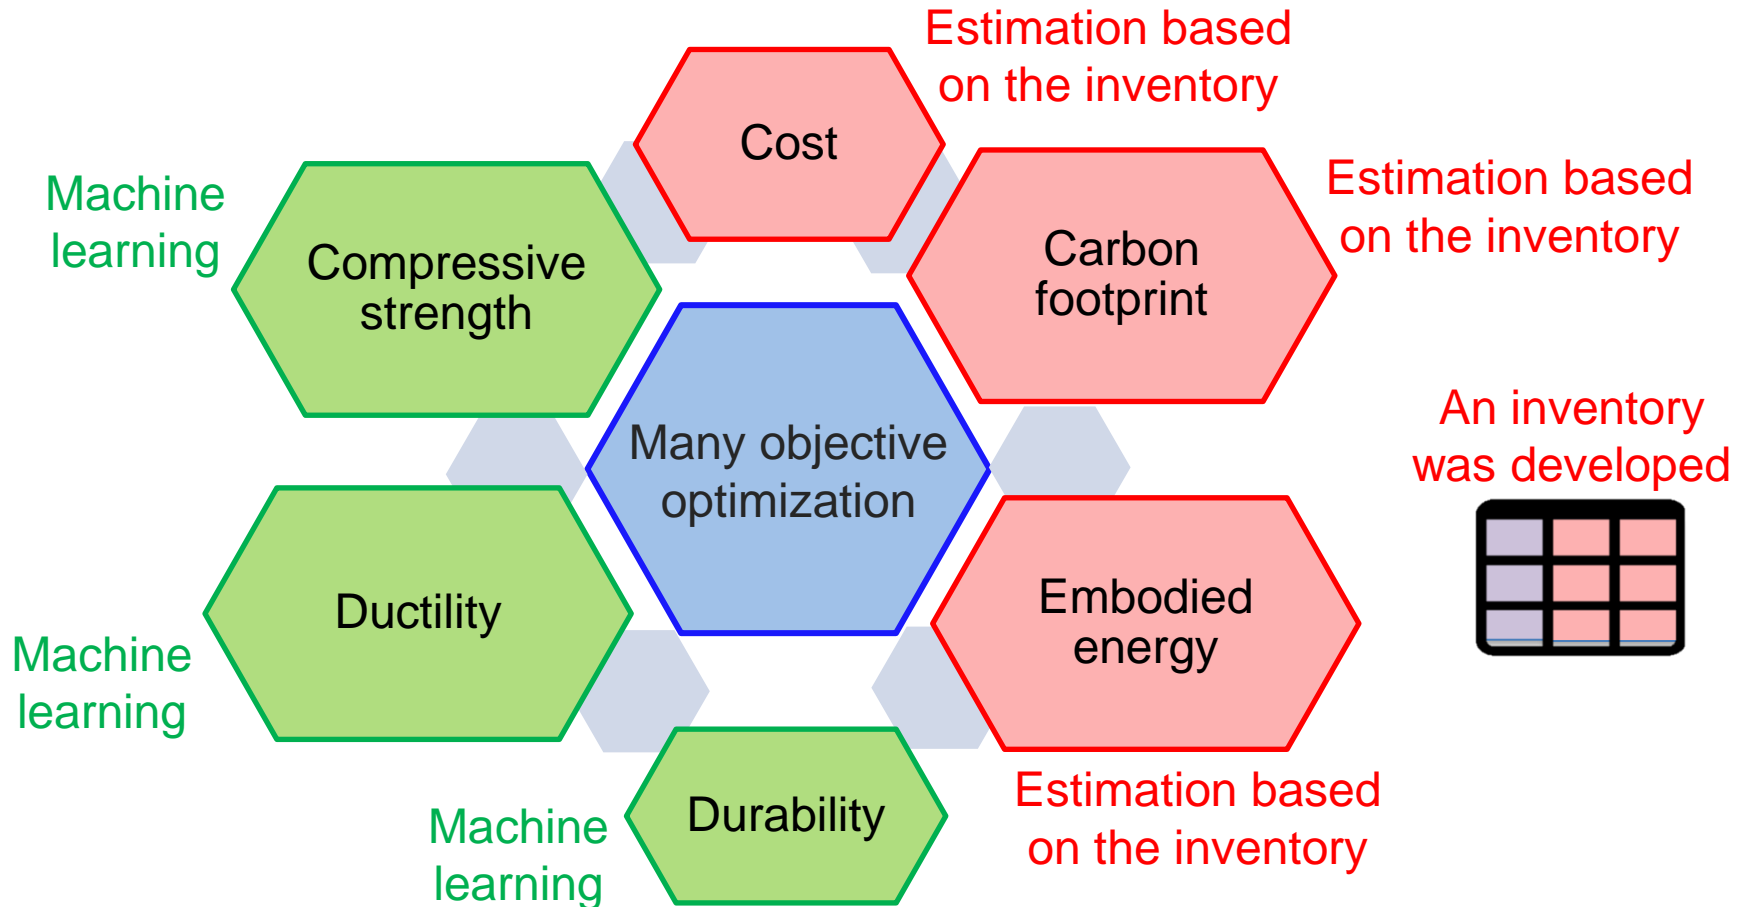 Estimation based
on the inventory
Cost
Machine
learning
Compressive
strength
Carbon
footprint
Estimation based
on the inventory
Many objective
optimization
An inventory
was developed
Ductility
Machine
learning
Embodied
energy
Durability
Machine
learning
Estimation based
on the inventory